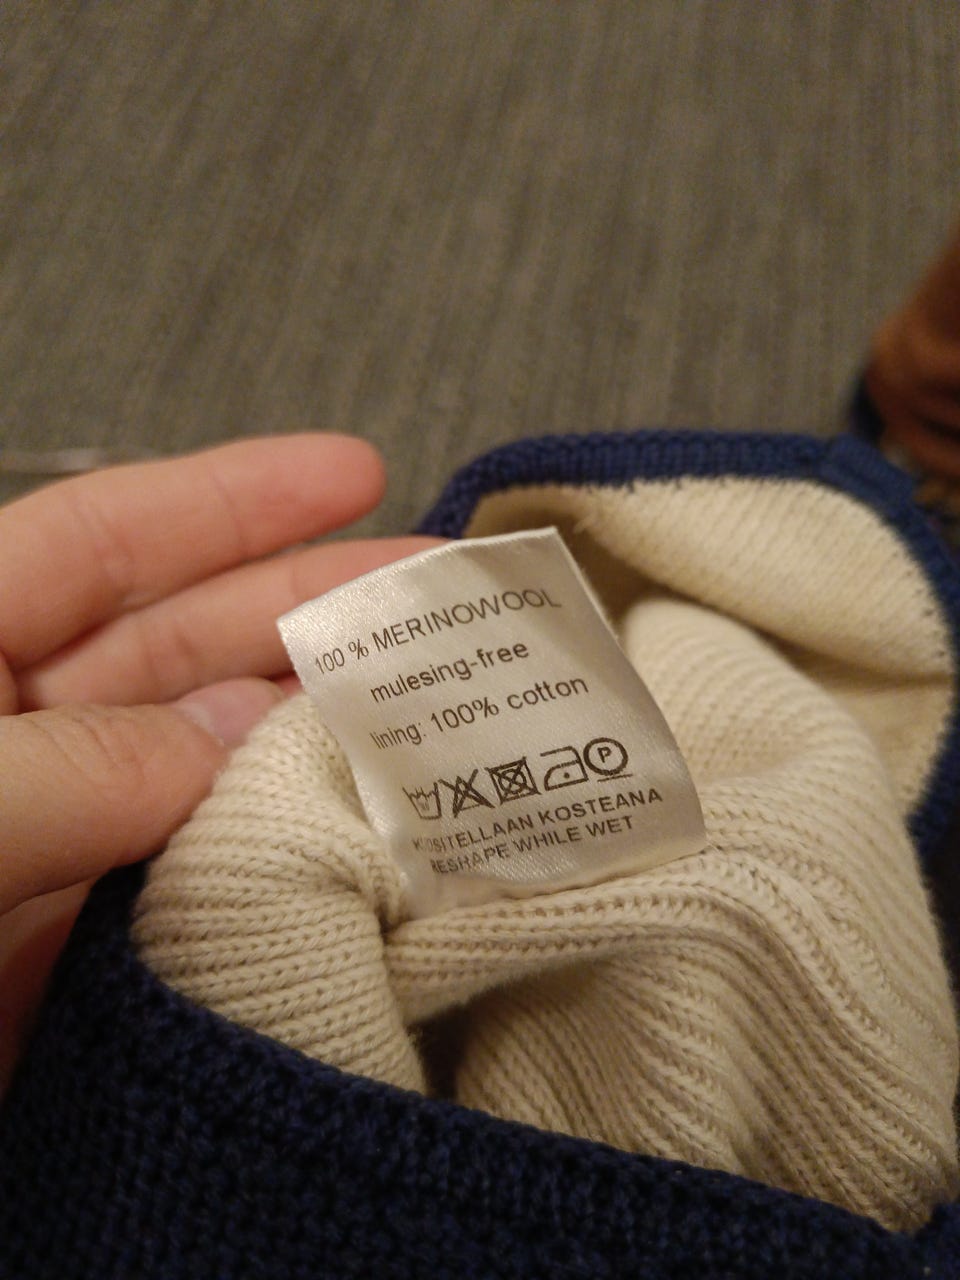 100 % MERINOWOOL
mulesing-free
lining: 100% cotton
P
KOSITELLAAN KOSTEANA
RESHAPE WHILE WET